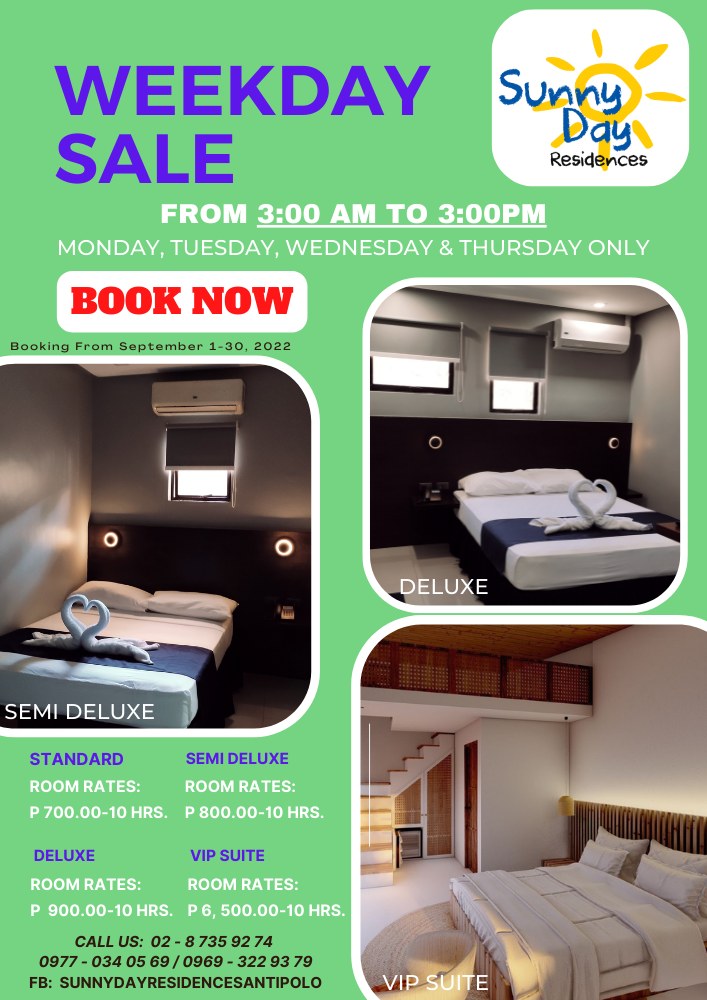 WEEKDAY
SALE
Sunny
Day
Residences
FROM 3:00 AM TO 3:00PM
MONDAY, TUESDAY, WEDNESDAY & THURSDAY ONLY
BOOK NOW
Booking From September 1-30, 2022
DELUXE
SEMI DELUXE
STANDARD
ROOM RATES:
P 700.00-10 HRS.
SEMI DELUXE
ROOM RATES:
P 800.00-10 HRS.
DELUXE
ROOM RATES:
P 900.00-10 HRS.
VIP SUITE
ROOM RATES:
P 6, 500.00-10 HRS.
CALL US: 02 - 8 735 92 74
0977 - 034 05 69 / 0969 - 322 93 79
FB: SUNNYDAYRESIDENCESANTIPOLO
VIP SUITE